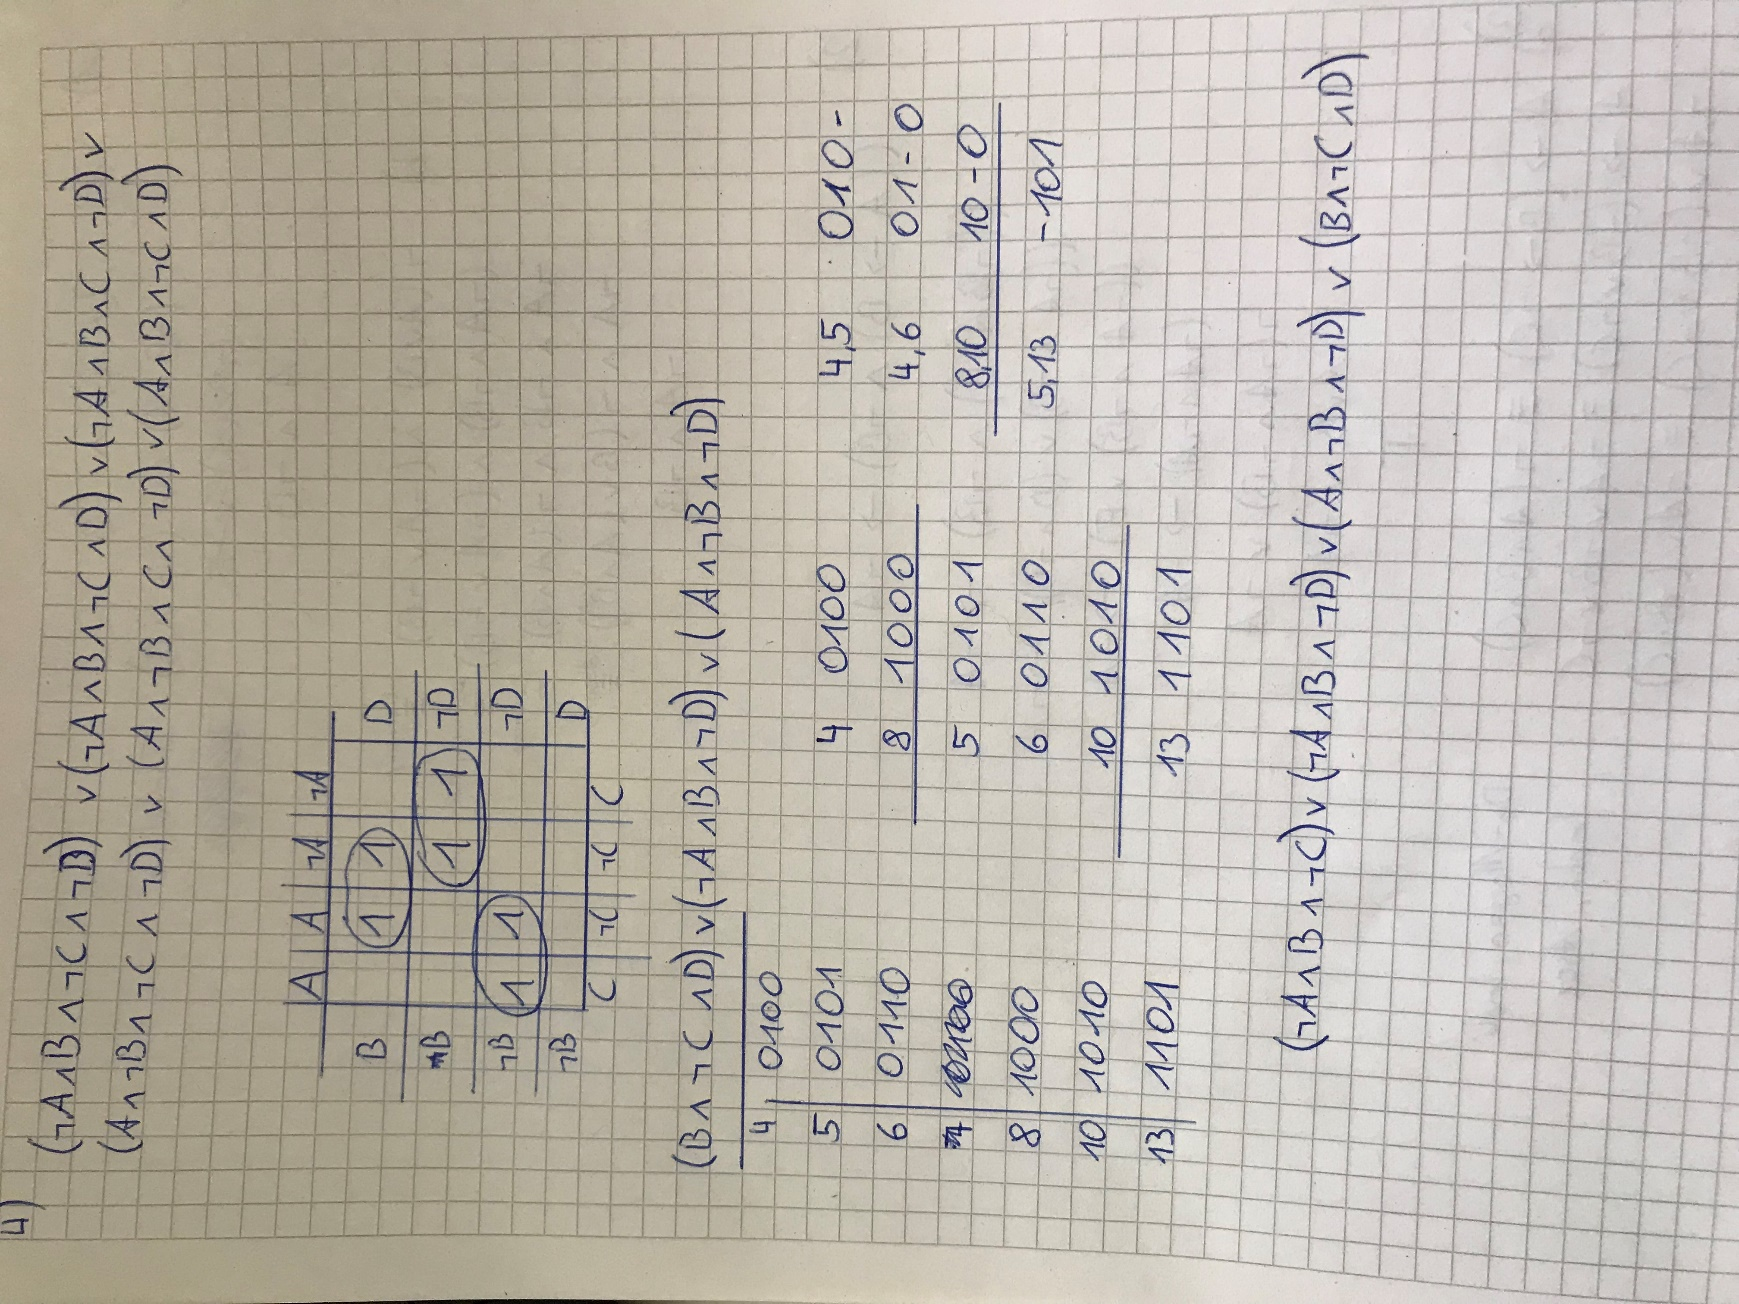 4)
(¬A∧B∧¬C∧¬D) ∨(¬A∧B∧¬C∧D)∨(¬A∧B∧C∧¬D)∨
(A∧¬B∧¬C∧¬D)∨ (A∧¬B∧C∧¬D)∨(A∧B∧¬C∧D)
A A ¬A ¬A
B 1 1 D
B 1 1 ¬D
¬B 1 1 ¬D
¬B D
C ¬C ¬C C
(B∧¬C∧D)∨(¬A∧B∧¬D)∨(A∧¬B∧¬D)
4 0100
5 0101
6 0110
8 1000
10 1010
13 1101
4 0100
8 1000
5 0101
6 0110
10 1010
13 1101
4,5 010-
4,6 01-0
8,10 10-0
5,13 -101
(¬A∧B∧¬C)∨(¬A∧B∧¬D)∨(A∧¬B∧¬D)∨(B∧¬C∧D)